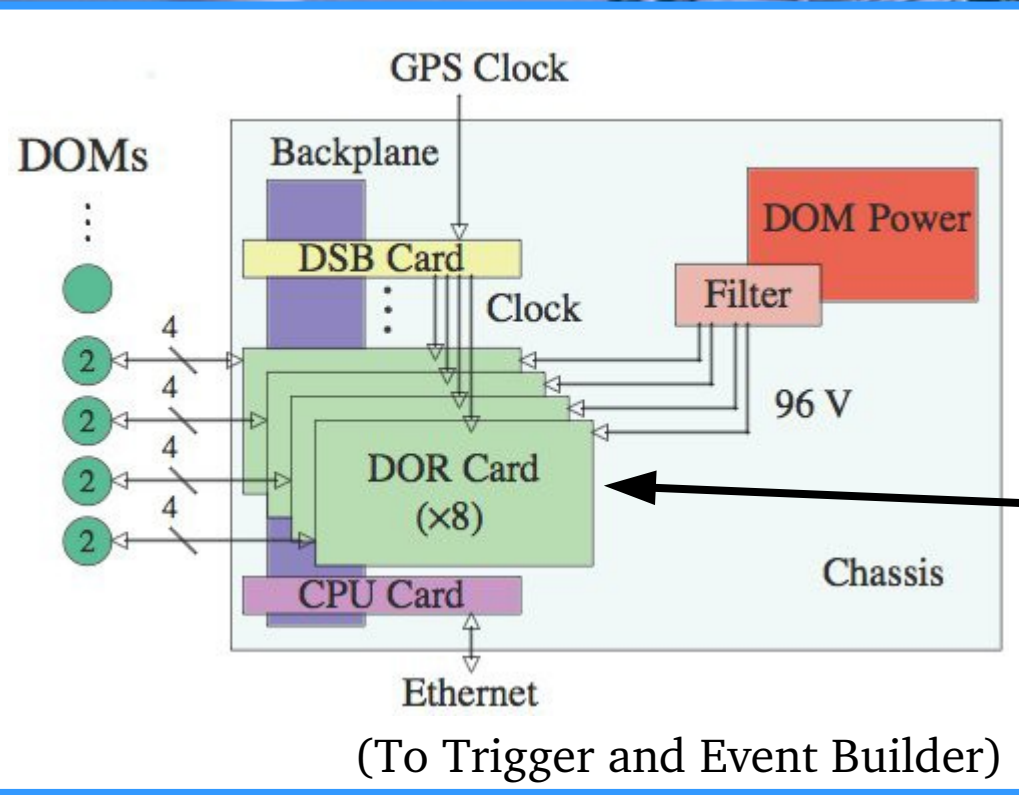 GPS Clock
DOMs
Backplane
DOM Power
DSB Card
Filter
Clock
4
2
4
2
96 V
4
2
DOR Card
(×8)
4
2
Chassis
CPU Card
Ethernet
(To Trigger and Event Builder)